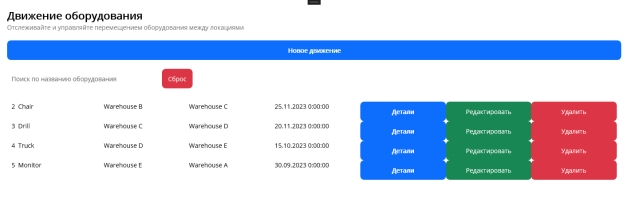 Движение оборудования
Отслеживайте и управляйте перемещением оборудования между локациями
Новое движение
Поиск по названию оборудования Сброс
2 Chair Warehouse B Warehouse C 25.11.2023 0:00:00 Детали Редактировать Удалить
3 Drill Warehouse C Warehouse D 20.11.2023 0:00:00 Детали Редактировать Удалить
4 Truck Warehouse D Warehouse E 15.10.2023 0:00:00 Детали Редактировать Удалить
5 Monitor Warehouse E Warehouse A 30.09.2023 0:00:00 Детали Редактировать Удалить